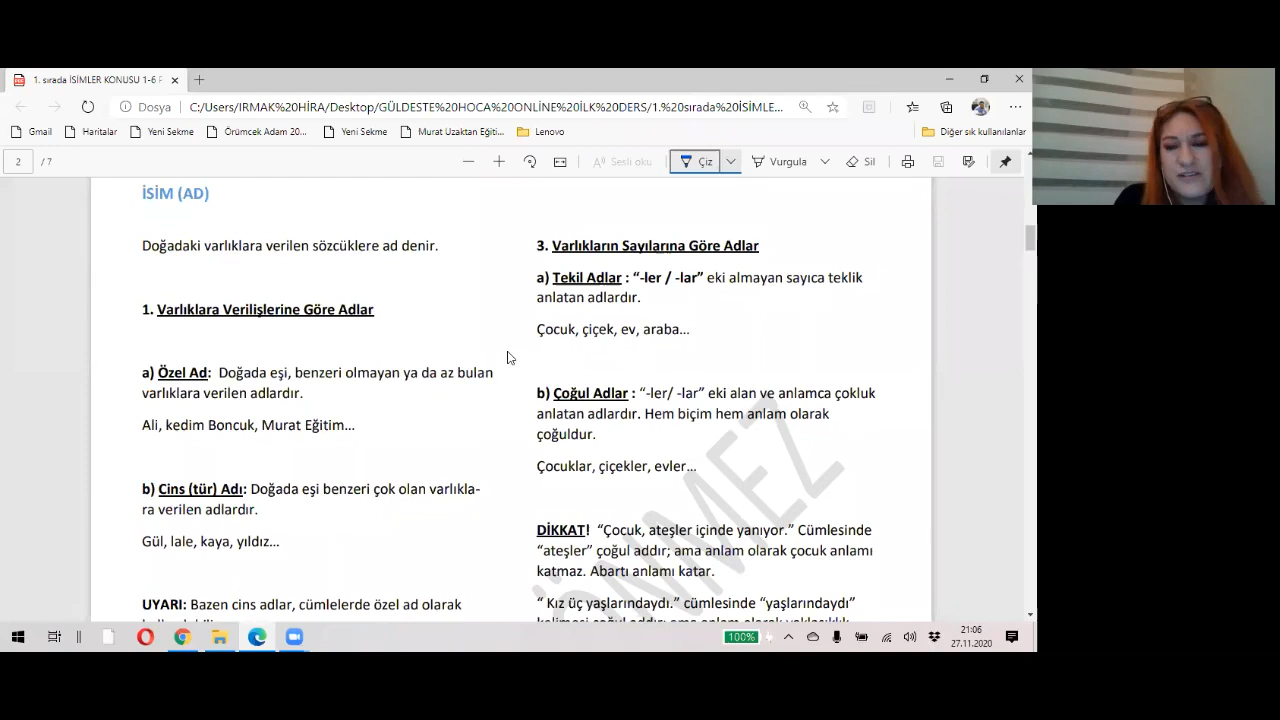 1. sırada İSİMLER KONUSU 1-6 F
Dosya
C:/Users/IRMAK%20HİRA/Desktop/GÜLDESTE%20HOCA%20ONLİNE%20İLK%20DERS/1.%20sırada%20İSİMLE...
Gmail
Haritalar
Yeni Sekme
Örümcek Adam 20...
Yeni Sekme
Murat Uzaktan Eğiti...
Lenovo
Diğer sık kullanılanlar
2 / 7
Sesli oku
Çiz
Vurgula
Sil
İSİM (AD)
Doğadaki varlıklara verilen sözcüklere ad denir.
1. Varlıklara Verilişlerine Göre Adlar
a) Özel Ad: Doğada eşi, benzeri olmayan ya da az bulan
varlıklara verilen adlardır.
Ali, kedim Boncuk, Murat Eğitim...
b) Cins (tür) Adı: Doğada eşi benzeri çok olan varlıkla-
ra verilen adlardır.
Gül, lale, kaya, yıldız...
UYARI: Bazen cins adlar, cümlelerde özel ad olarak
3. Varlıkların Sayılarına Göre Adlar
a) Tekil Adlar : “-ler / -lar” eki almayan sayıca teklik
anlatan adlardır.
Çocuk, çiçek, ev, araba...
b) Çoğul Adlar : “-ler/ -lar” eki alan ve anlamca çokluk
anlatan adlardır. Hem biçim hem anlam olarak
çoğuldur.
Çocuklar, çiçekler, evler...
DİKKAT! “Çocuk, ateşler içinde yanıyor.” Cümlesinde
“ateşler” çoğul addır; ama anlam olarak çocuk anlamı
katmaz. Abartı anlamı katar.
“ Kız üç yaşlarındaydı.” cümlesinde “yaşlarındaydı”
kelimesi çoğul addır; ama anlam olarak yaklaşıklık
ÖNMEZ
100%
21:06
27.11.2020